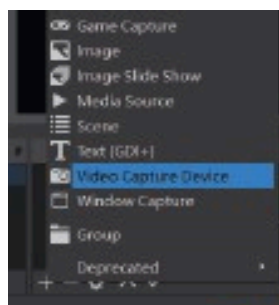 Game Capture
Image
Image Slide Show
Media Source
Scene
Text (GDI+)
Video Capture Device
Window Capture
Group
Deprecated